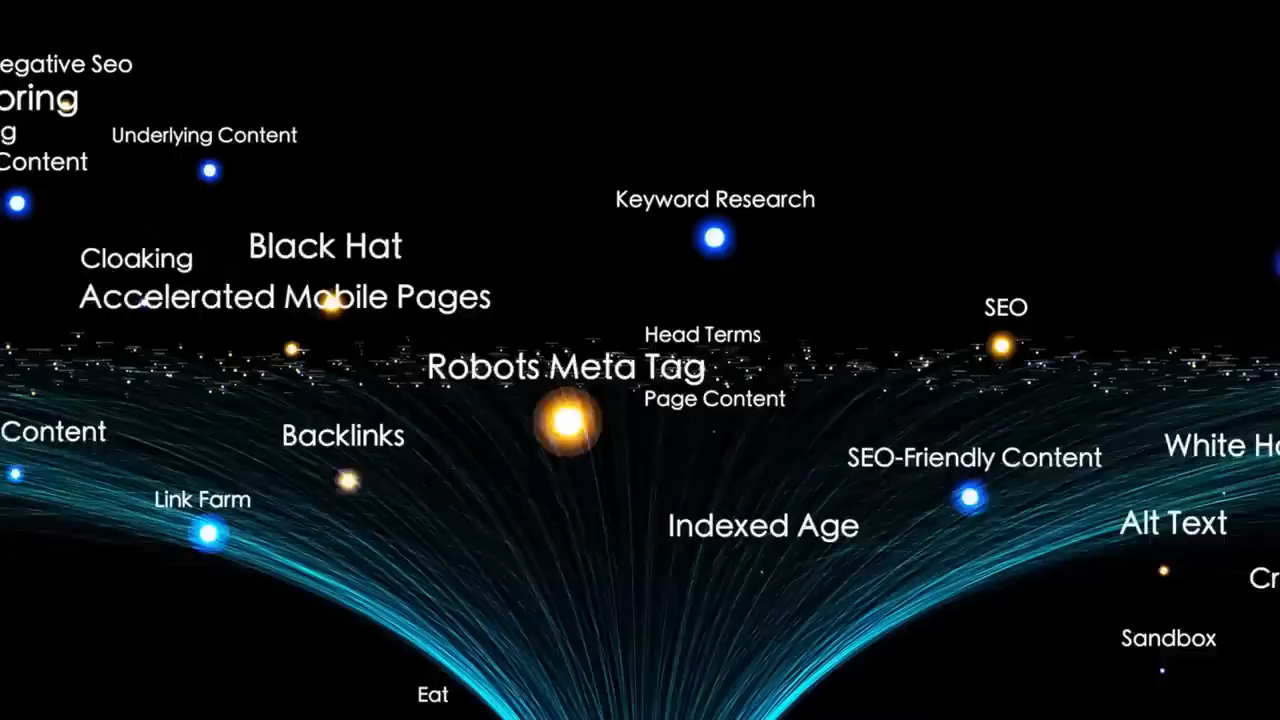 egative Seo
oring
g
Underlying Content
Content
Keyword Research
Black Hat
Cloaking
Accelerated Mobile Pages
SEO
Head Terms
Robots Meta Tag
Page Content
Content
Backlinks
White Ha
SEO-Friendly Content
Link Farm
Indexed Age
Alt Text
Cr
Sandbox
Eat